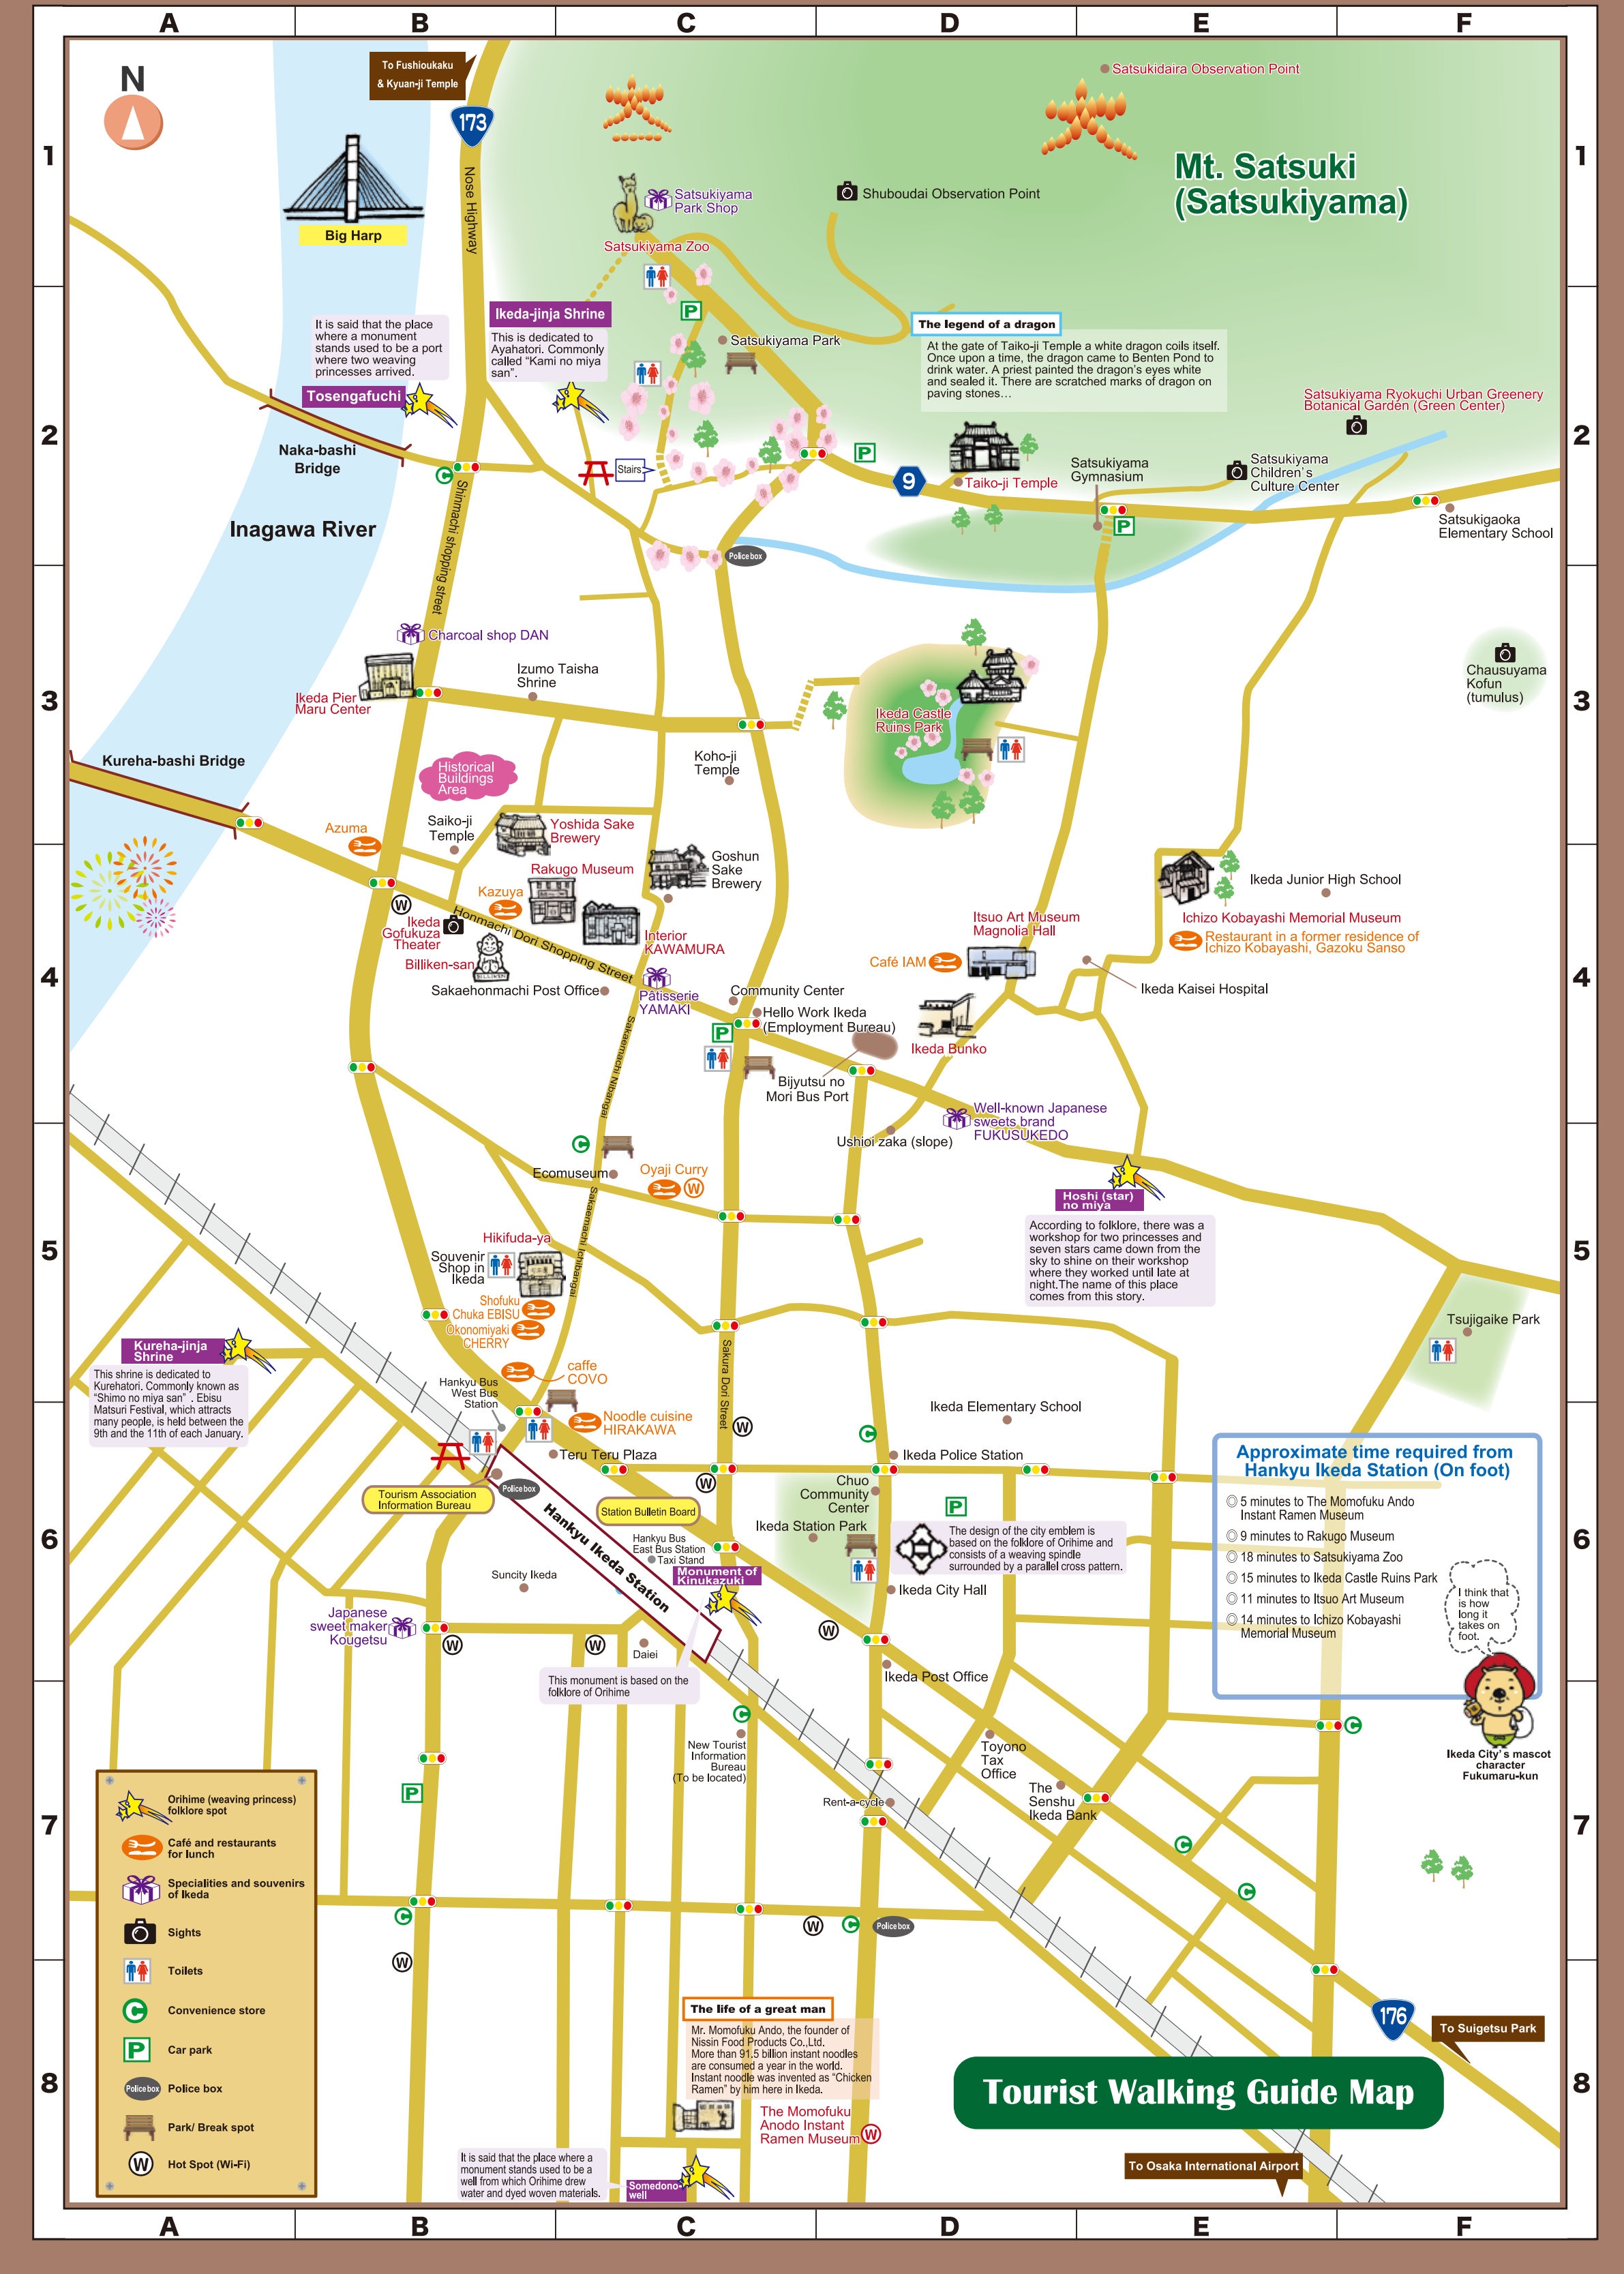 A B C D E F
N
To Fushioukaku
& Kyuan-ji Temple
173
Nose Highway
1
1
Satsukidaira Observation Point
Mt. Satsuki
(Satsukiyama)
Big Harp
Satsukiyama
Park Shop
Shuboudai Observation Point
Satsukiyama Zoo
P
It is said that the place
where a monument
stands used to be a port
where two weaving
princesses arrived.
Tosengafuchi
Ikeda-jinja Shrine
This is dedicated to
Ayahatori. Commonly
called “Kami no miya
san”.
Satsukiyama Park
The legend of a dragon
At the gate of Taiko-ji Temple a white dragon coils itself.
Once upon a time, the dragon came to Benten Pond to
drink water. A priest painted the dragon's eyes white
and sealed it. There are scratched marks of dragon on
paving stones…
Satsukiyama Ryokuchi Urban Greenery
Botanical Garden (Green Center)
2
2
Naka-bashi
Bridge
C
Stairs
P
9
Taiko-ji Temple
Satsukiyama
Gymnasium
P
Satsukiyama
Children's
Culture Center
Satsukigaoka
Elementary School
Inagawa River
Shinmachi shopping street
Police box
Charcoal shop DAN
Ikeda Pier
Maru Center
Izumo Taisha
Shrine
3
3
Ikeda Castle
Ruins Park
Chausuyama
Kofun
(tumulus)
Kureha-bashi Bridge
Historical
Buildings
Area
Koho-ji
Temple
Azuma
Saiko-ji
Temple
Yoshida Sake
Brewery
Rakugo Museum
Goshun
Sake
Brewery
Kazuya
W
Ikeda
Gofukuza
Theater
Honmachi Dori Shopping Street
Interior
KAWAMURA
Billiken-san
BILLIKEN
Sakaehonmachi Post Office
Pâtisserie
YAMAKI
Itsuo Art Museum
Magnolia Hall
Café IAM
Ikeda Junior High School
Ichizo Kobayashi Memorial Museum
Restaurant in a former residence of
Ichizo Kobayashi, Gazoku Sanso
Ikeda Kaisei Hospital
4
4
Community Center
Hello Work Ikeda
(Employment Bureau)
P
Ikeda Bunko
Bijyutsu no
Mori Bus Port
Sakaemachi Nibangai
Well-known Japanese
sweets brand
FUKUSUKEDO
Ushioi zaka (slope)
C
Ecomuseum
Oyaji Curry
W
Hoshi (star)
no miya
According to folklore, there was a
workshop for two princesses and
seven stars came down from the
sky to shine on their workshop
where they worked until late at
night.The name of this place
comes from this story.
5
5
Sakaemachi Ichibangai
Hikifuda-ya
Souvenir
Shop in
Ikeda
Shofuku
Chuka EBISU
Okonomiyaki
CHERRY
Sakura Dori Street
Tsujigaike Park
Kureha-jinja
Shrine
This shrine is dedicated to
Kurehatori. Commonly known as
“Shimo no miya san” . Ebisu
Matsuri Festival, which attracts
many people, is held between the
9th and the 11th of each January.
Hankyu Bus
West Bus
Station
caffe
COVO
Noodle cuisine
HIRAKAWA
W
C
Ikeda Elementary School
Teru Teru Plaza
Ikeda Police Station
Tourism Association
Information Bureau
Police box
Station Bulletin Board
W
Hankyu Ikeda Station
Chuo
Community
Center
P
Ikeda Station Park
The design of the city emblem is
based on the folklore of Orihime and
consists of a weaving spindle
surrounded by a parallel cross pattern.
6
6
Approximate time required from
Hankyu Ikeda Station (On foot)
◎ 5 minutes to The Momofuku Ando
Instant Ramen Museum
◎ 9 minutes to Rakugo Museum
◎ 18 minutes to Satsukiyama Zoo
◎ 15 minutes to Ikeda Castle Ruins Park
◎ 11 minutes to Itsuo Art Museum
◎ 14 minutes to Ichizo Kobayashi
Memorial Museum
I think that
is how
long it
takes on
foot.
Ikeda City's mascot
character
Fukumaru-kun
Hankyu Bus
East Bus Station
Taxi Stand
Suncity Ikeda
Monument of
Kinukazuki
Ikeda City Hall
Japanese
sweet maker
Kougetsu
W
W
Daiei
W
This monument is based on the
folklore of Orihime
Ikeda Post Office
C
New Tourist
Information
Bureau
(To be located)
Toyono
Tax
Office
C
The
Senshu
Ikeda Bank
Rent-a-cycle
P
7
7
C
C
C
W
W
C
Police box
Orihime (weaving princess)
folklore spot
Café and restaurants
for lunch
Specialities and souvenirs
of Ikeda
Sights
Toilets
C Convenience store
P Car park
Police box Police box
Park/ Break spot
W Hot Spot (Wi-Fi)
The life of a great man
Mr. Momofuku Ando, the founder of
Nissin Food Products Co.,Ltd.
More than 91.5 billion instant noodles
are consumed a year in the world.
Instant noodle was invented as “Chicken
Ramen” by him here in Ikeda.
The Momofuku
Anodo Instant
Ramen Museum
W
176
To Suigetsu Park
Tourist Walking Guide Map
8
8
To Osaka International Airport
It is said that the place where a
monument stands used to be a
well from which Orihime drew
water and dyed woven materials.
Somedono-
well
A B C D E F